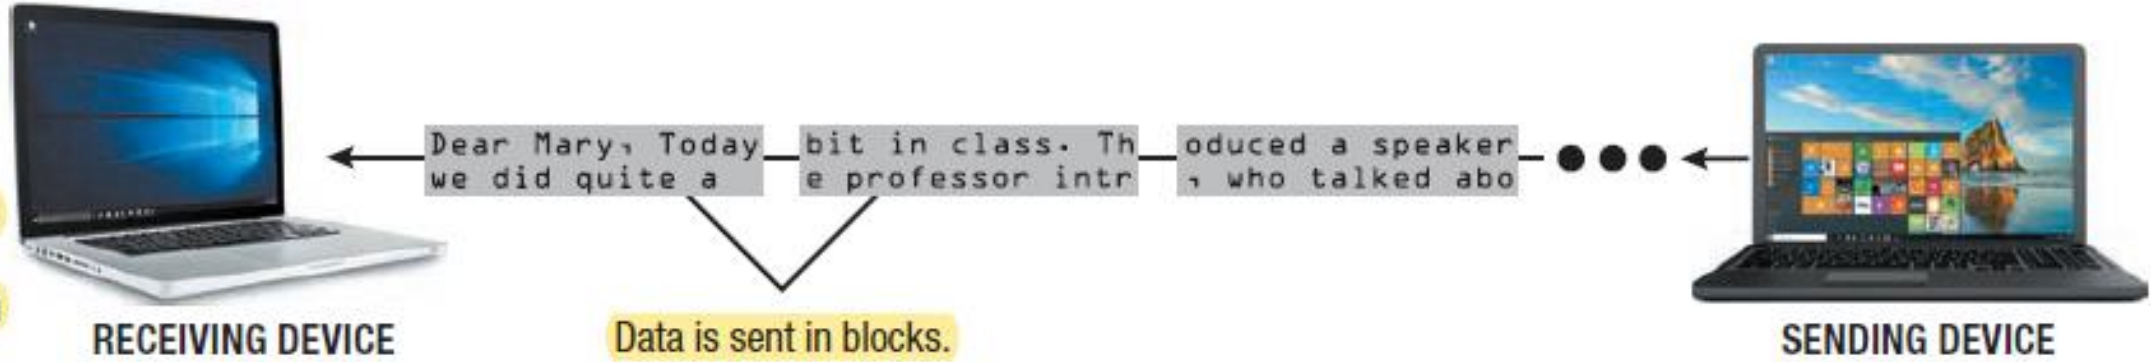 Dear Mary, Today
we did quite a
bit in class. Th
e professor intr
oduced a speaker
, who talked abo
RECEIVING DEVICE
Data is sent in blocks.
SENDING DEVICE